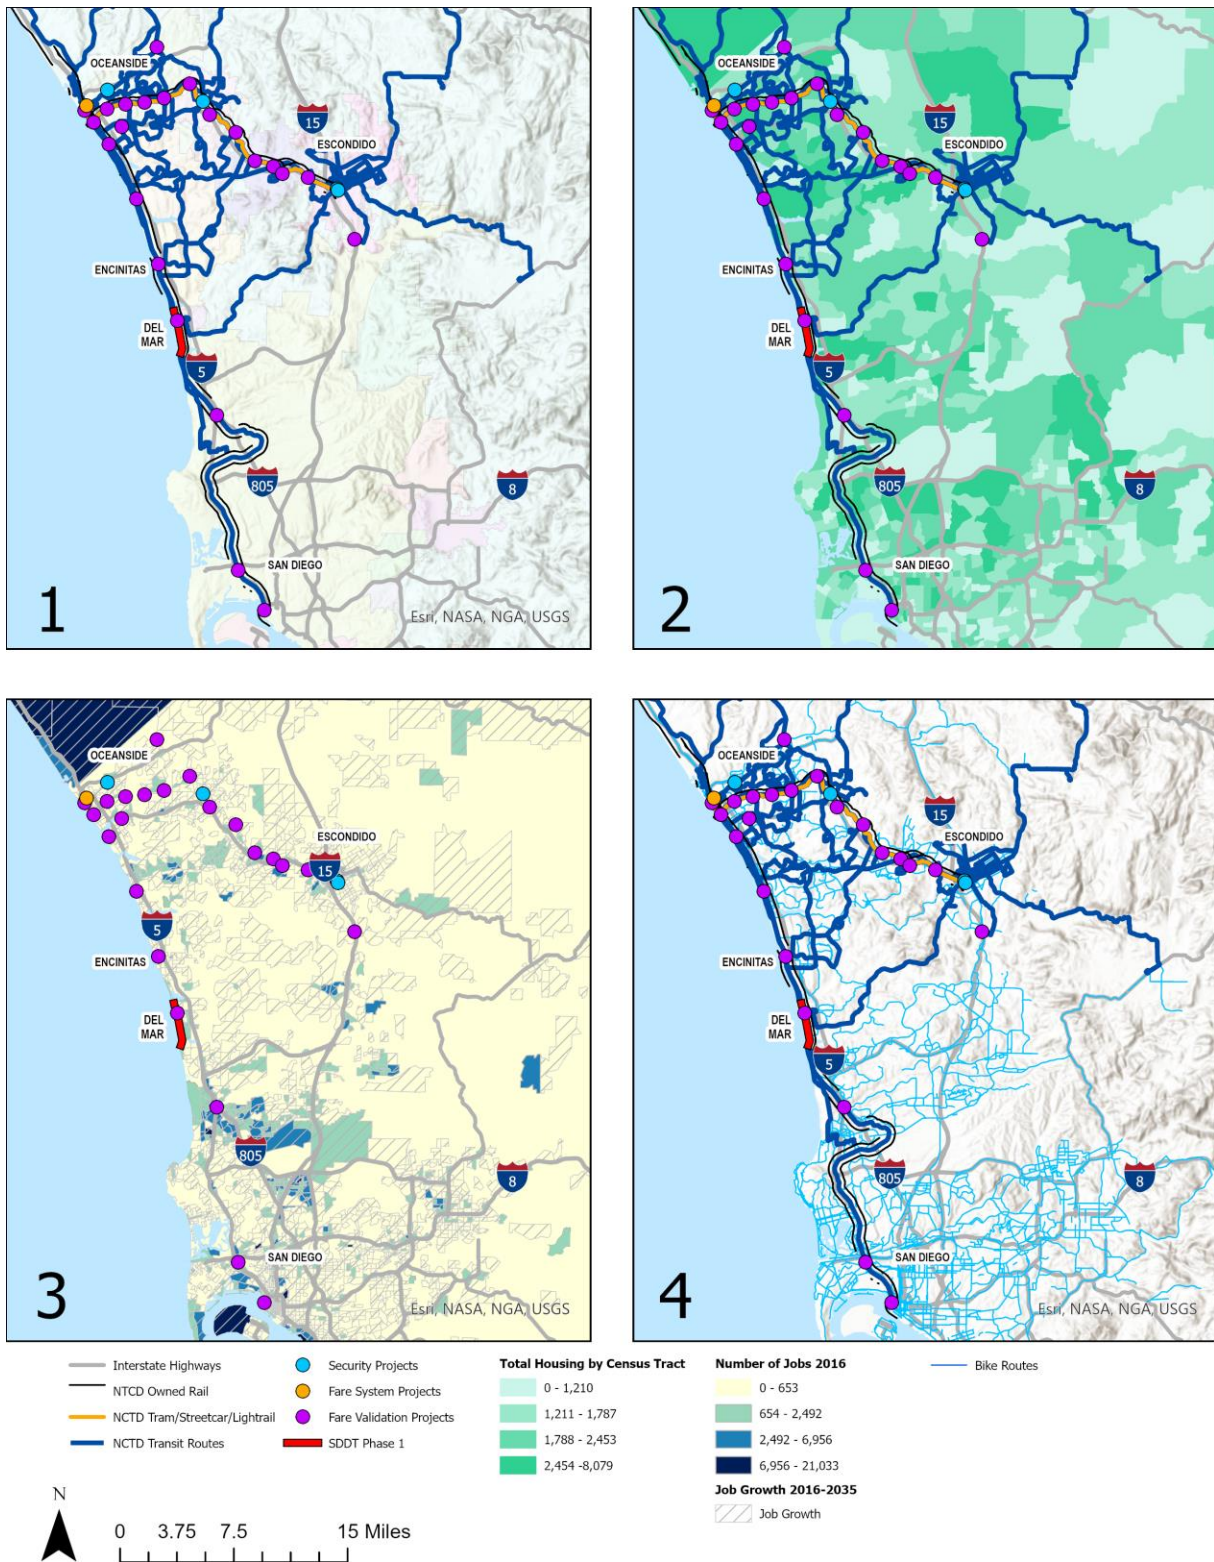 OCEANSIDE
15
ESCONDIDO
ENCINITAS
DEL
MAR
5
805
8
SAN DIEGO
1
Esri, NASA, NGA, USGS
OCEANSIDE
15
ESCONDIDO
ENCINITAS
DEL
MAR
5
805
8
SAN DIEGO
2
OCEANSIDE
ESCONDIDO
15
5
ENCINITAS
DEL
MAR
805
8
SAN DIEGO
3
Esri, NASA, NGA, USGS
OCEANSIDE
15
ESCONDIDO
ENCINITAS
DEL
MAR
5
805
8
SAN DIEGO
4
Esri, NASA, NGA, USGS
Interstate Highways
NTCD Owned Rail
NCTD Tram/Streetcar/Lightrail
NCTD Transit Routes
Security Projects
Fare System Projects
Fare Validation Projects
SDDT Phase 1
Total Housing by Census Tract
0 - 1,210
1,211 - 1,787
1,788 - 2,453
2,454 -8,079
Number of Jobs 2016
0 - 653
654 - 2,492
2,492 - 6,956
6,956 - 21,033
Job Growth 2016-2035
Job Growth
Bike Routes
N
0 3.75 7.5 15 Miles